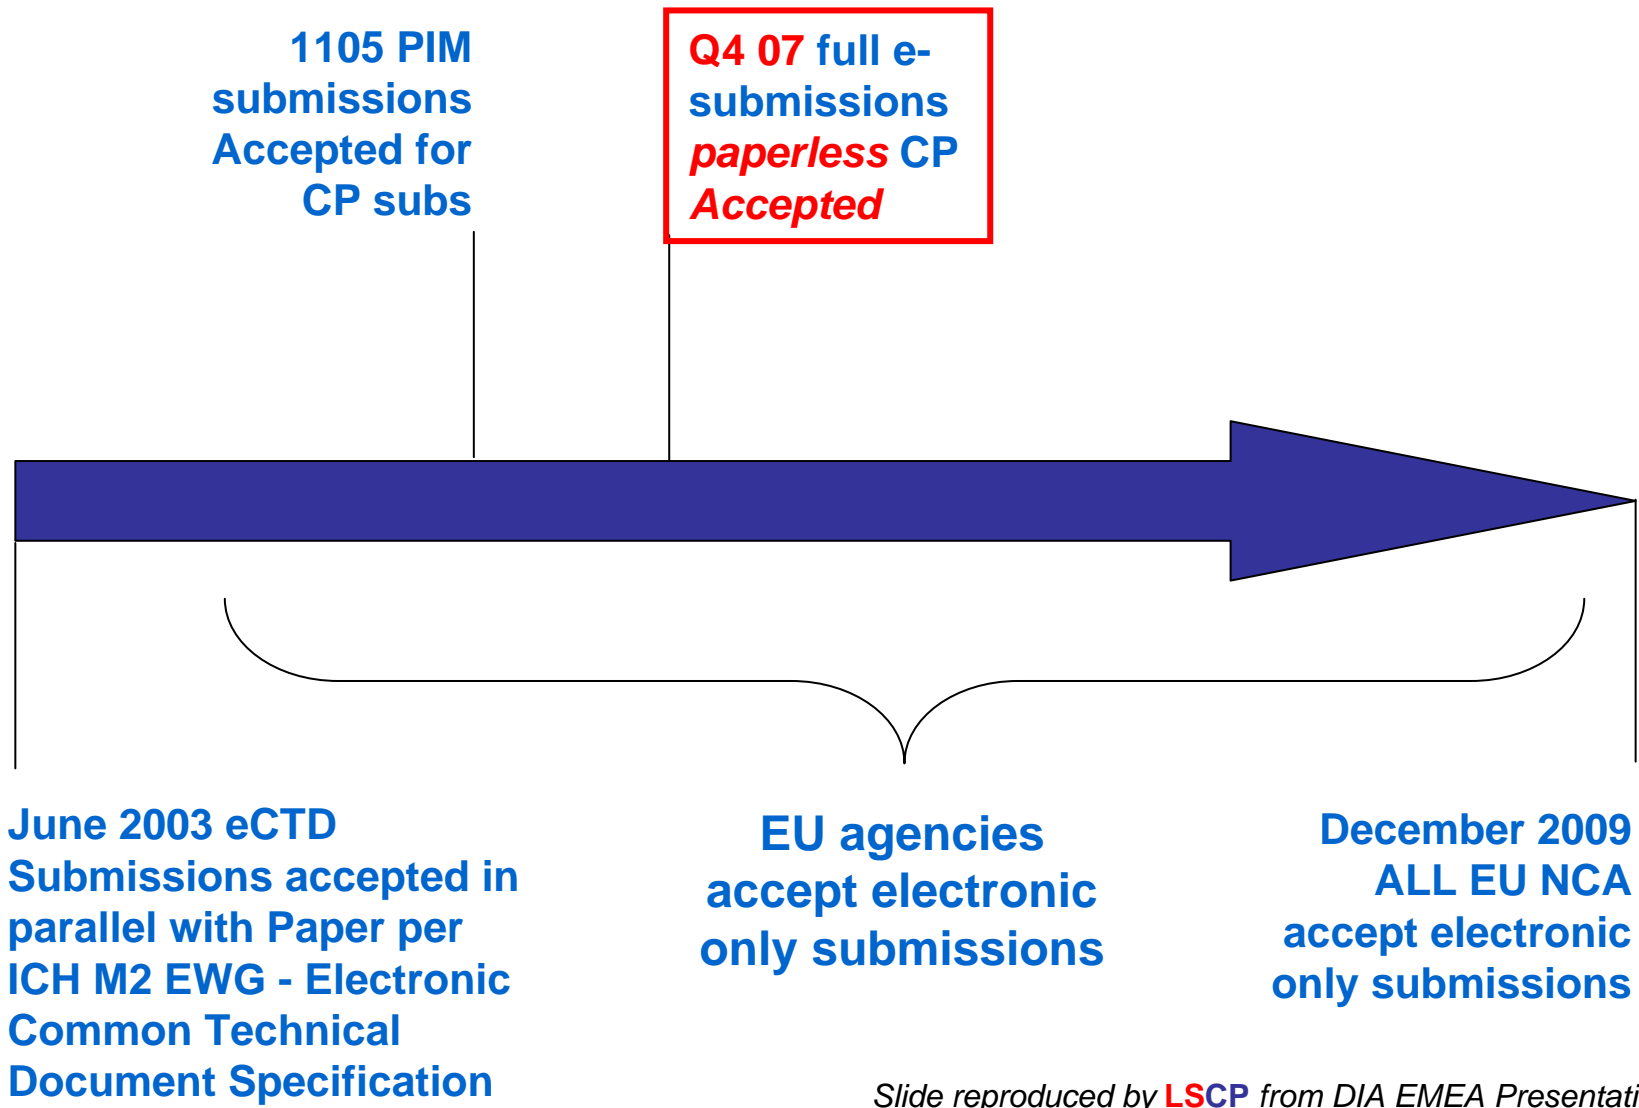 1105 PIM
submissions
Accepted for
CP subs
Q4 07 full e-
submissions
paperless CP
Accepted
June 2003 eCTD
Submissions accepted in
parallel with Paper per
ICH M2 EWG - Electronic
Common Technical
Document Specification
EU agencies
accept electronic
only submissions
December 2009
ALL EU NCA
accept electronic
only submissions
Slide reproduced by LSCP from DIA EMEA Presentati